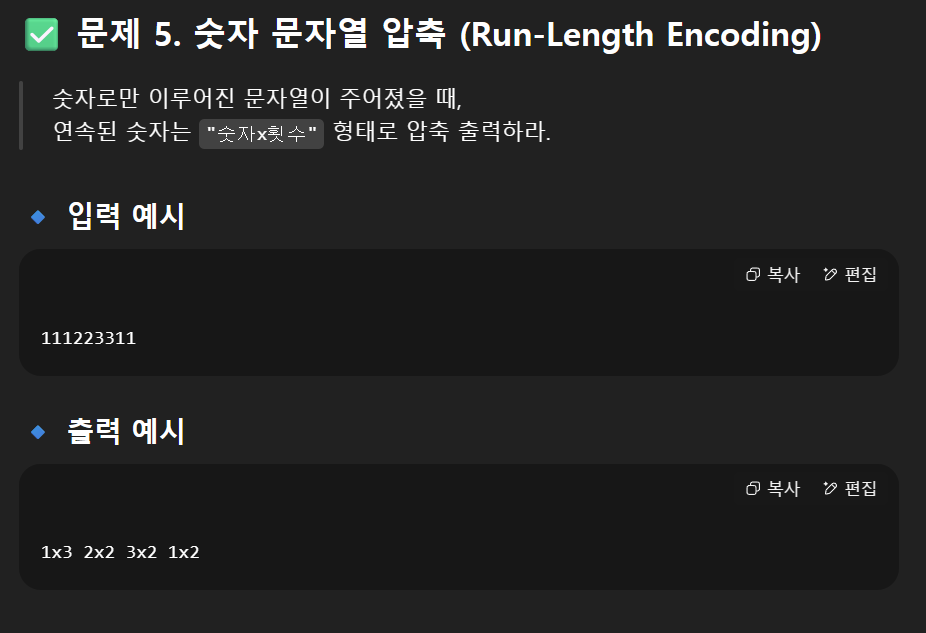 ✅ 문제 5. 숫자 문자열 압축 (Run-Length Encoding)
숫자로만 이루어진 문자열이 주어졌을 때,
연속된 숫자는 "숫자x횟수" 형태로 압축 출력하라.
🔹 입력 예시
복사 편집
111223311
🔹 출력 예시
복사 편집
1x3 2x2 3x2 1x2